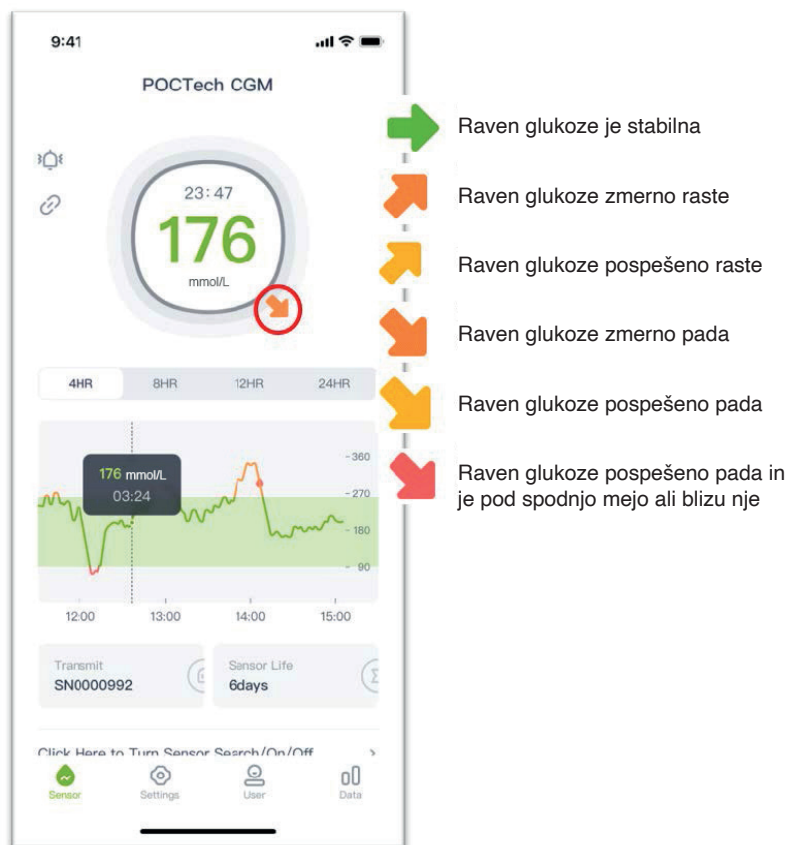 9:41
POCTech CGM
23:47
176
mmol/L
4HR 8HR 12HR 24HR
176 mmol/L
03:24
- 360
- 270
- 180
- 90
12:00 13:00 14:00 15:00
Transmit
SN0000992
Sensor Life
6days
Click Here to Turn Sensor Search/On/Off >
Sensor Settings User Data
Raven glukoze je stabilna
Raven glukoze zmerno raste
Raven glukoze pospešeno raste
Raven glukoze zmerno pada
Raven glukoze pospešeno pada
Raven glukoze pospešeno pada in
je pod spodnjo mejo ali blizu nje